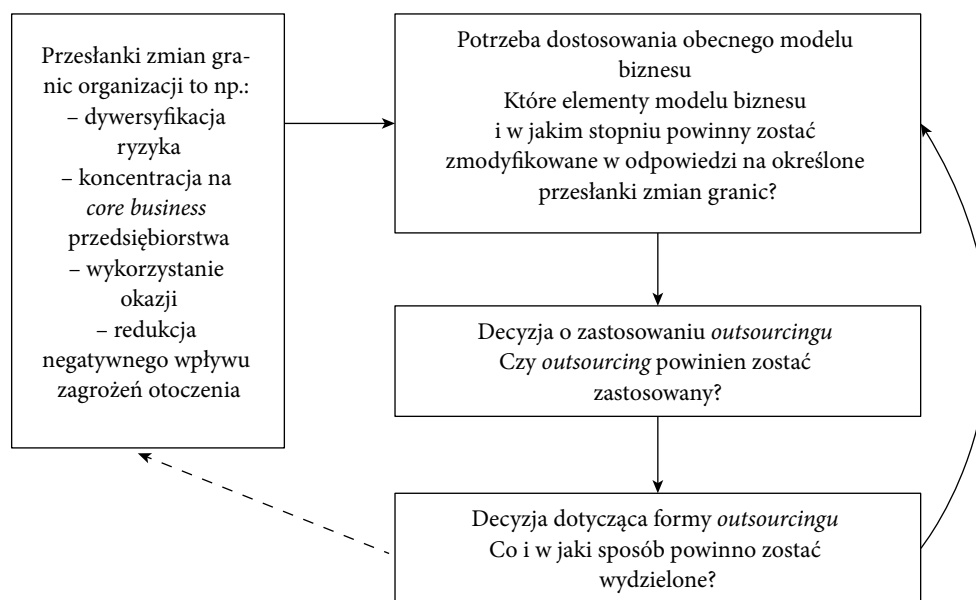 Przesłanki zmian gra-
nic organizacji to np.:
– dywersyfikacja
ryzyka
– koncentracja na
core business
przedsiębiorstwa
– wykorzystanie
okazji
– redukcja
negatywnego wpływu
zagrożeń otoczenia
Potrzeba dostosowania obecnego modelu
biznesu
Które elementy modelu biznesu
i w jakim stopniu powinny zostać
zmodyfikowane w odpowiedzi na określone
przesłanki zmian granic?
Decyzja o zastosowaniu outsourcingu
Czy outsourcing powinien zostać
zastosowany?
Decyzja dotycząca formy outsourcingu
Co i w jaki sposób powinno zostać
wydzielone?